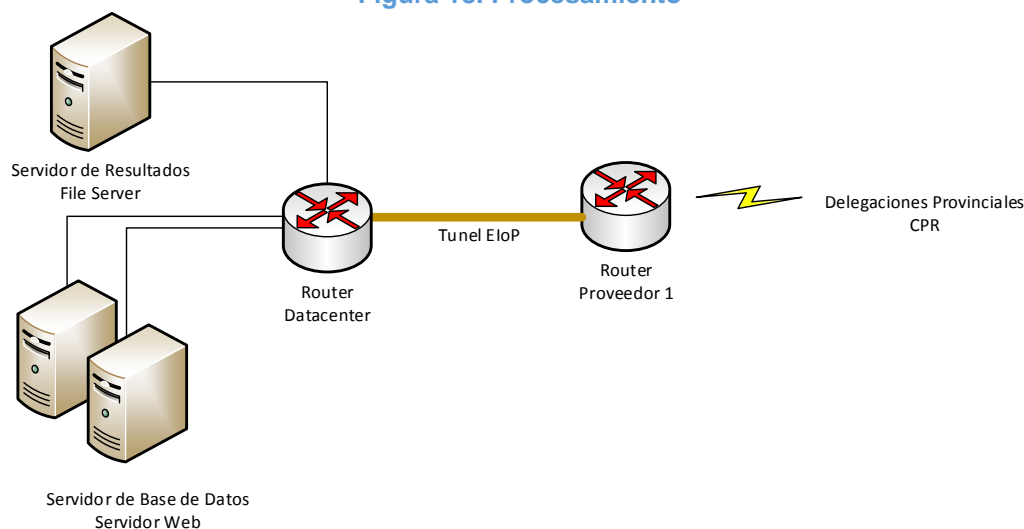 Figura 18. Procesamiento
Servidor de Resultados
File Server
Tunel EIoP
Delegaciones Provinciales
CPR
Router
Datacenter
Router
Proveedor 1
Servidor de Base de Datos
Servidor Web